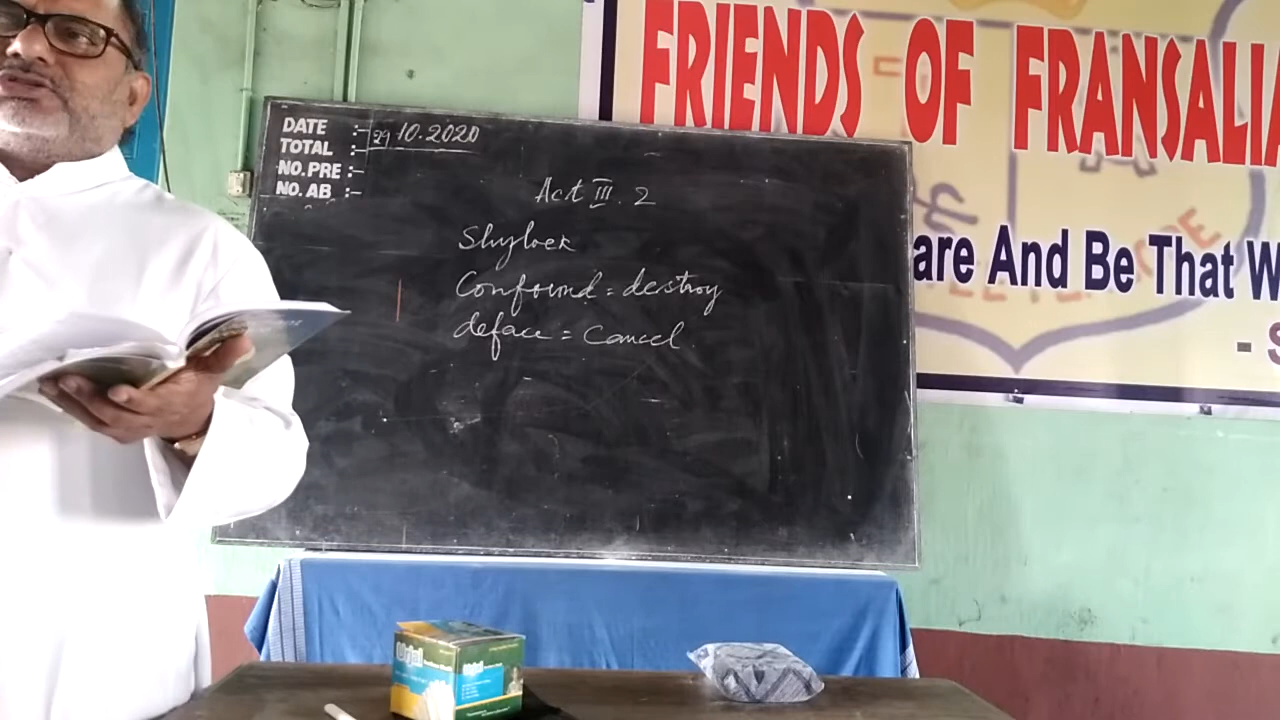 DATE :- 29 10.2020
TOTAL :-
NO.PRE :-
NO.AB :-
Act III. 2
Shylock
Confound = destroy
deface = Cancel
FRIENDS OF FRANSALIA
are And Be That W
- S